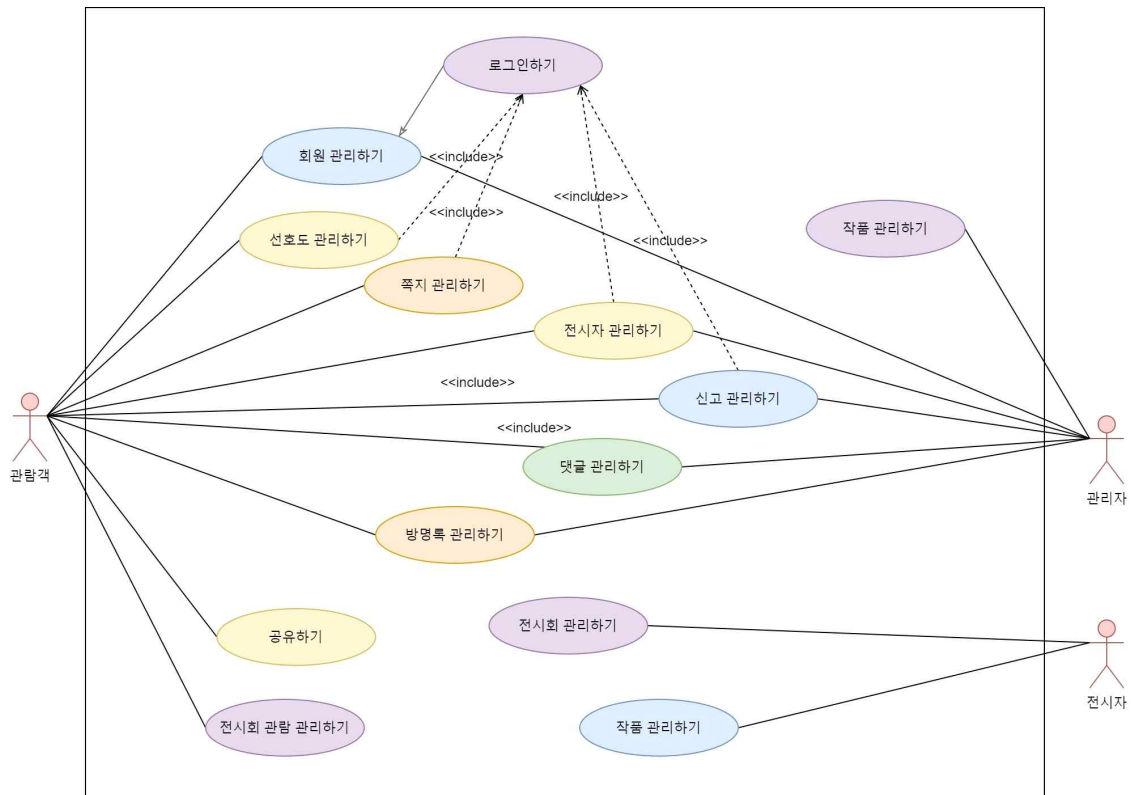 로그인하기
회원 관리하기
<<include>>
<<include>>
<<include>>
<<include>>
작품 관리하기
선호도 관리하기
쪽지 관리하기
전시자 관리하기
<<include>>
신고 관리하기
<<include>>
댓글 관리하기
관람객
관리자
방명록 관리하기
전시회 관리하기
공유하기
전시자
전시회 관람 관리하기
작품 관리하기